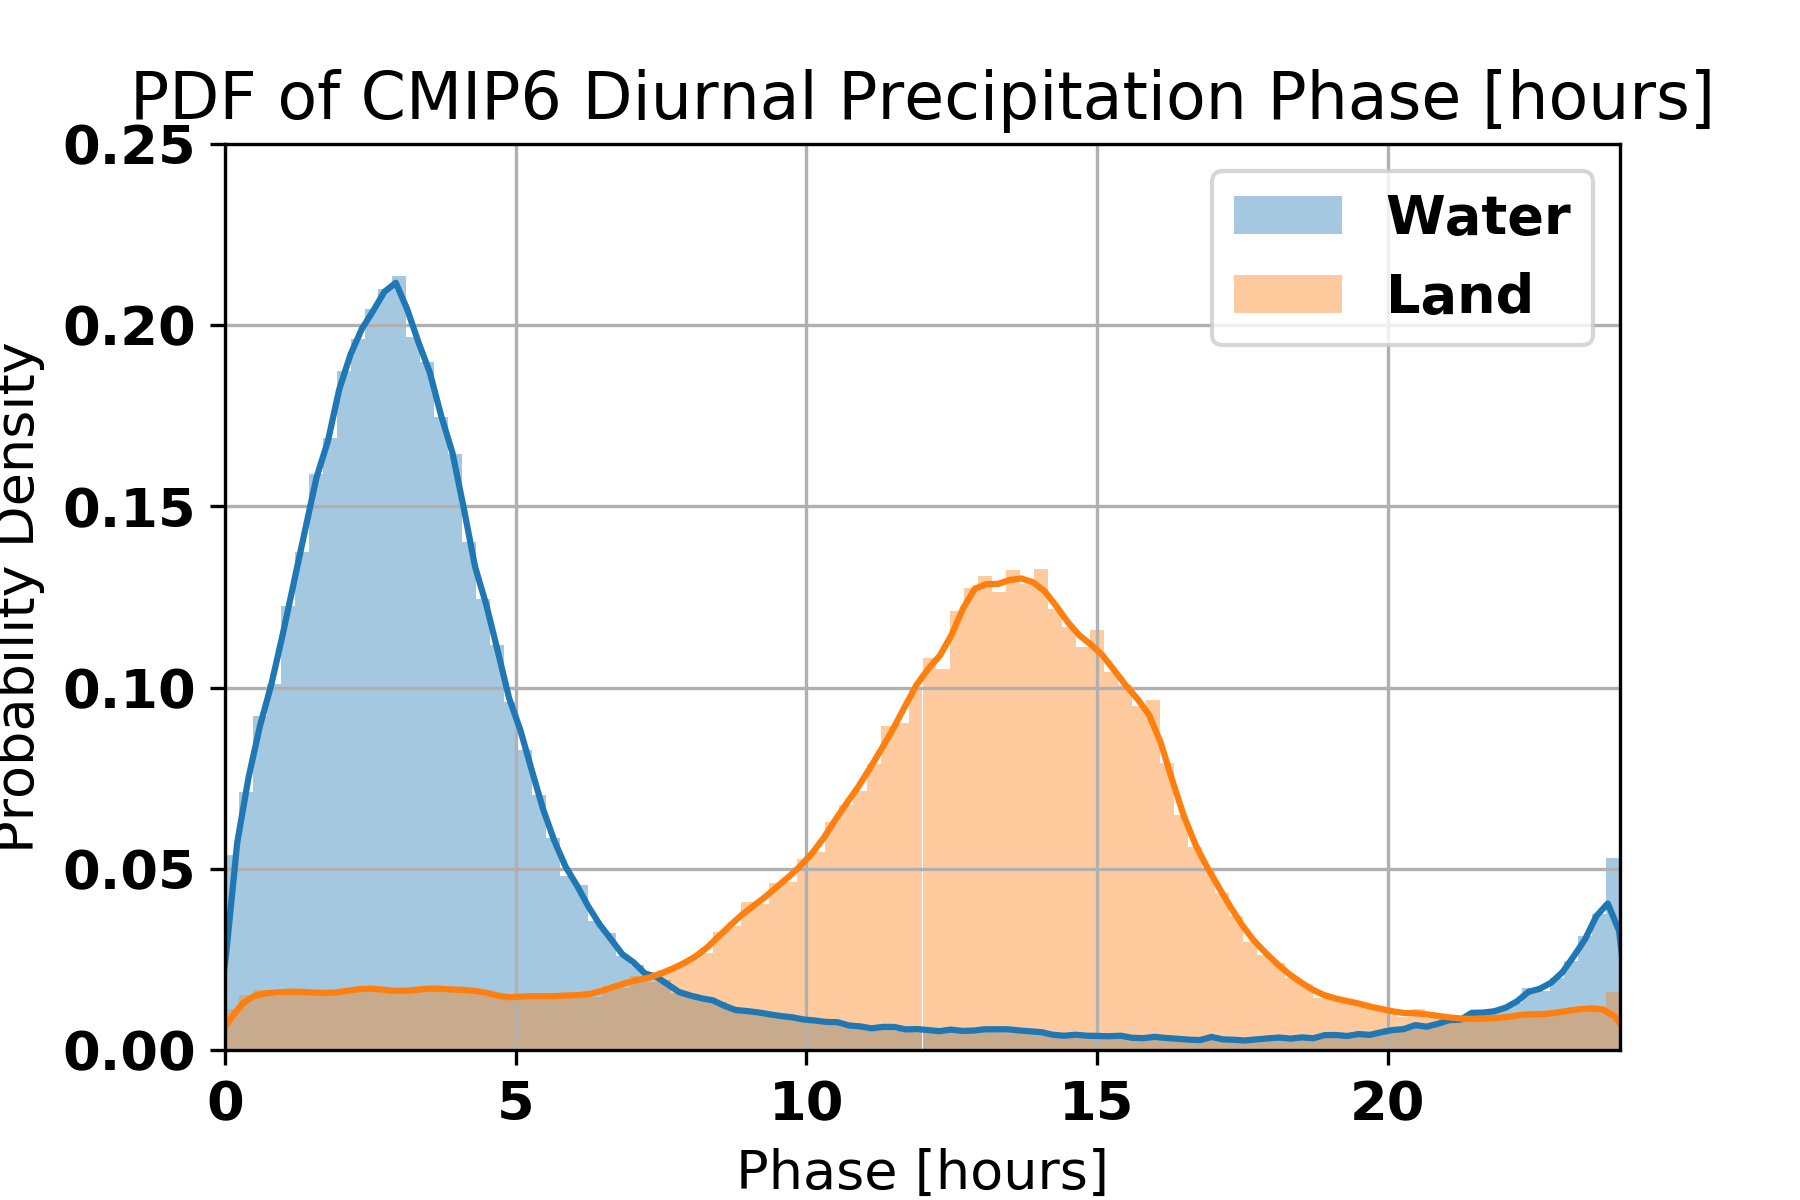 PDF of CMIP6 Diurnal Precipitation Phase [hours]
0.25
0.20
0.15
0.10
0.05
0.00
Probability Density
Water
Land
0 5 10 15 20
Phase [hours]